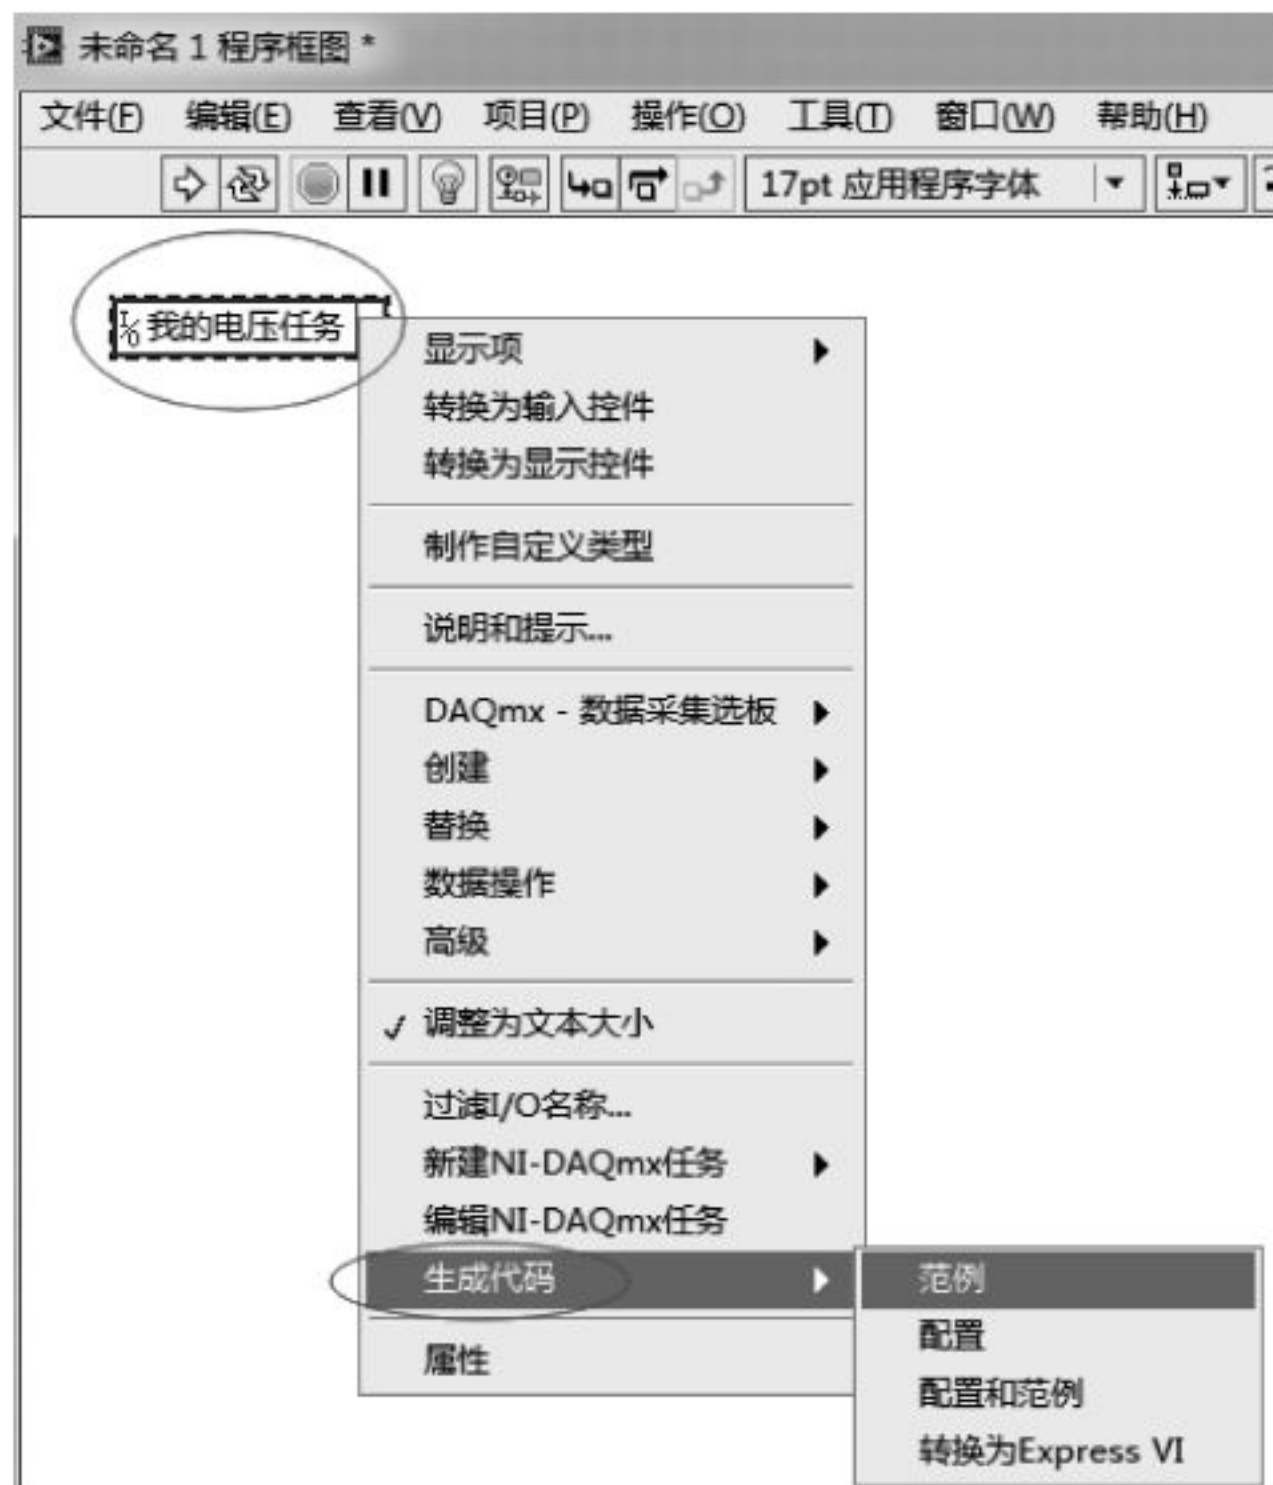 未命名 1 程序框图 *
文件(F) 编辑(E) 查看(V) 项目(P) 操作(O) 工具(T) 窗口(W) 帮助(H)
17pt 应用程序字体
I/O 我的电压任务
显示项
转换为输入控件
转换为显示控件
制作自定义类型
说明和提示...
DAQmx - 数据采集选板
创建
替换
数据操作
高级
✓ 调整为文本大小
过滤I/O名称...
新建NI-DAQmx任务
编辑NI-DAQmx任务
生成代码
范例
配置
属性
配置和范例
转换为Express VI